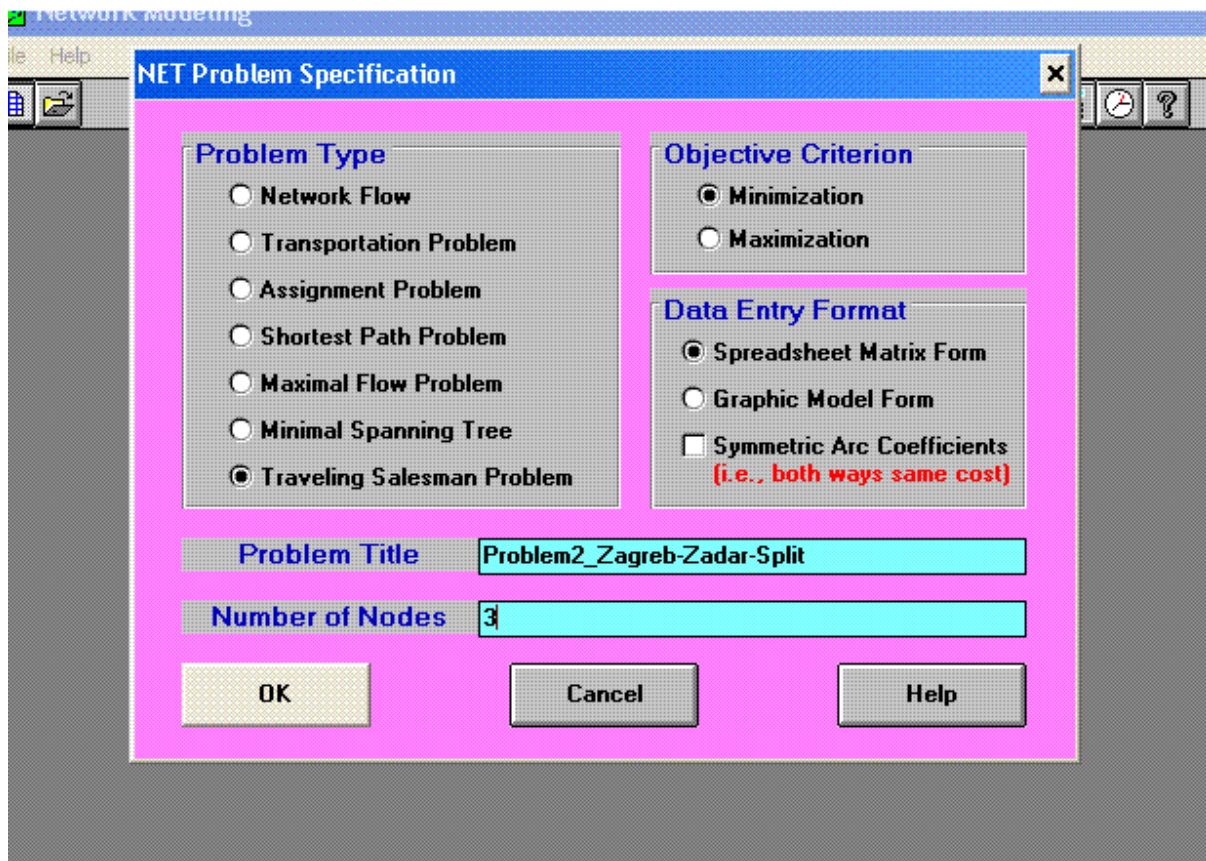 Network Modeling
ile Help
NET Problem Specification
Problem Type
Network Flow
Transportation Problem
Assignment Problem
Shortest Path Problem
Maximal Flow Problem
Minimal Spanning Tree
Traveling Salesman Problem
Objective Criterion
Minimization
Maximization
Data Entry Format
Spreadsheet Matrix Form
Graphic Model Form
Symmetric Arc Coefficients
(i.e., both ways same cost)
Problem Title Problem2_Zagreb-Zadar-Split
Number of Nodes 3
OK Cancel Help